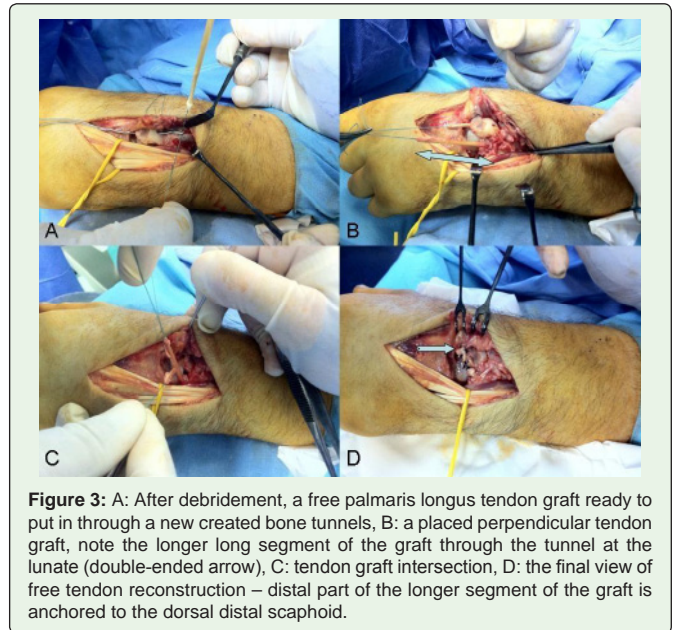 A
B
C
D
Figure 3: A: After debridement, a free palmaris longus tendon graft ready to
put in through a new created bone tunnels, B: a placed perpendicular tendon
graft, note the longer long segment of the graft through the tunnel at the
lunate (double-ended arrow), C: tendon graft intersection, D: the final view of
free tendon reconstruction – distal part of the longer segment of the graft is
anchored to the dorsal distal scaphoid.